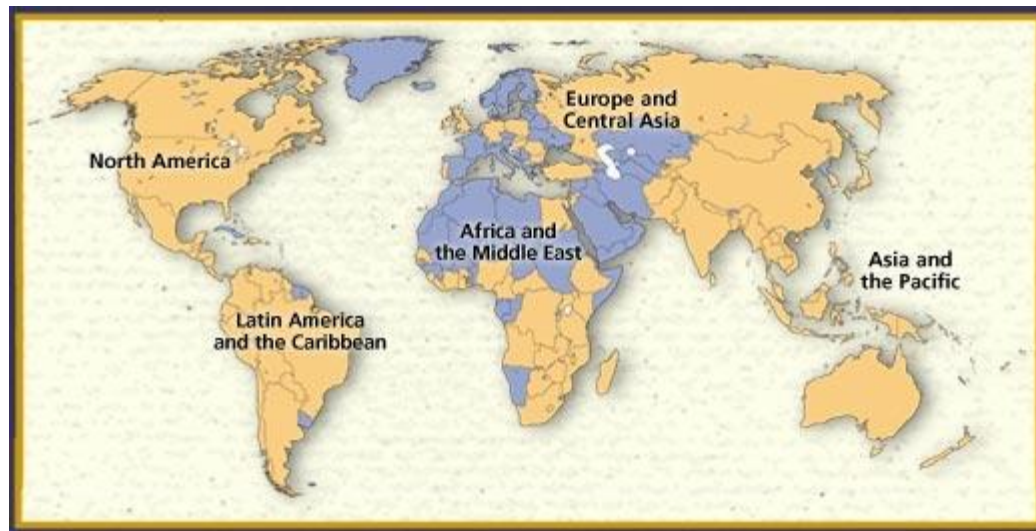 Europe and
Central Asia
North America
Africa and
the Middle East
Asia and
the Pacific
Latin America
and the Caribbean